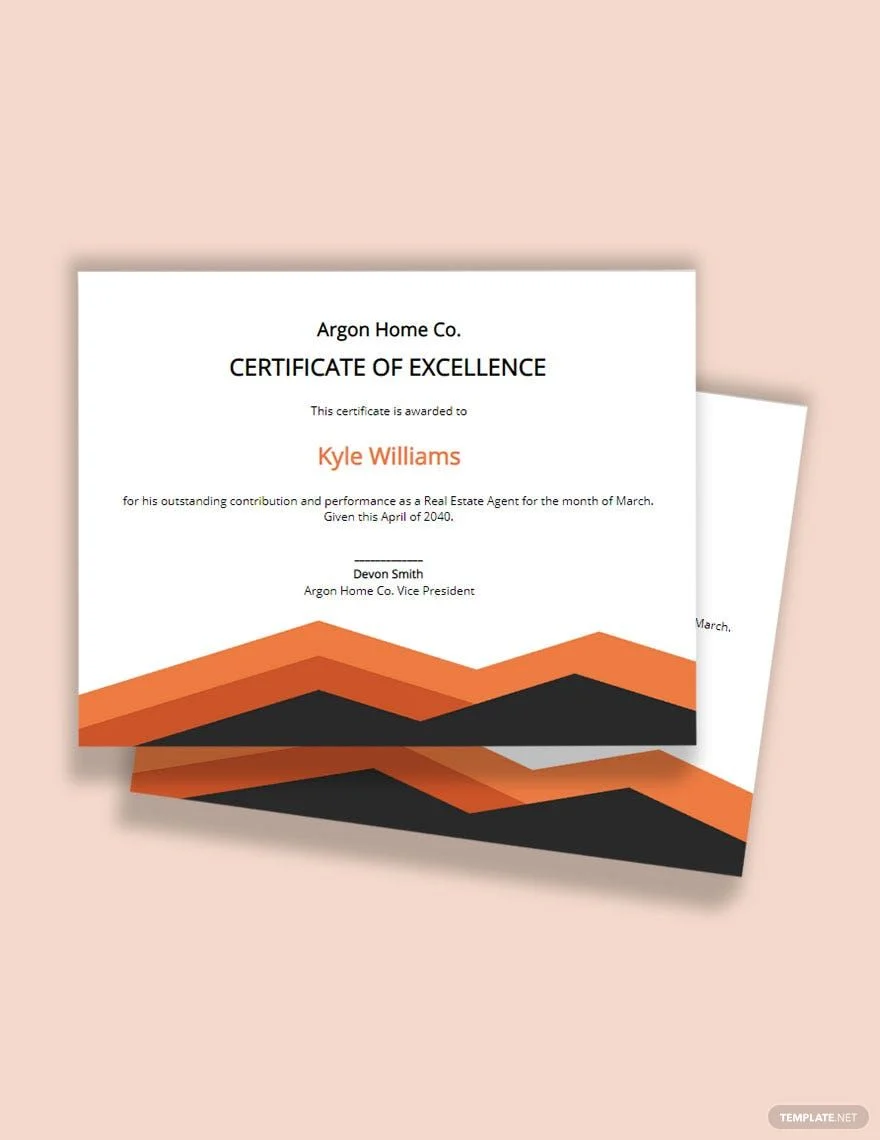 Argon Home Co.
CERTIFICATE OF EXCELLENCE
This certificate is awarded to
Kyle Williams
for his outstanding contribution and performance as a Real Estate Agent for the month of March.
Given this April of 2040.
Devon Smith
Argon Home Co. Vice President
March.
TEMPLATE.NET